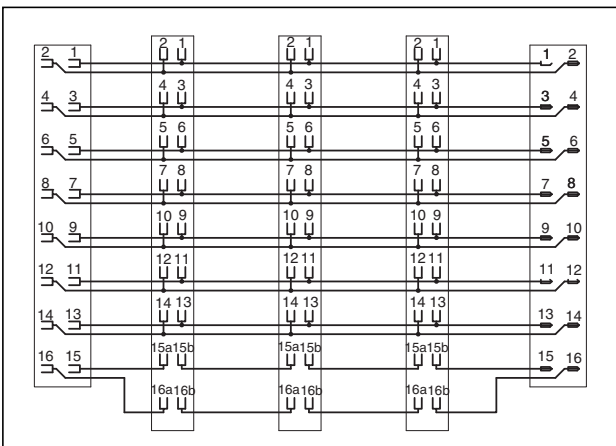 2 1 2 1 2 1 2 1 1 2
4 3 4 3 4 3 4 3 3 4
6 5 5 6 5 6 5 6 5 6
8 7 7 8 7 8 7 8 7 8
10 9 10 9 10 9 10 9 9 10
12 11 12 11 12 11 12 11 11 12
14 13 14 13 14 13 14 13 13 14
16 15 15a 15b 15a 15b 15a 15b 15 16
16a 16b 16a 16b 16a 16b